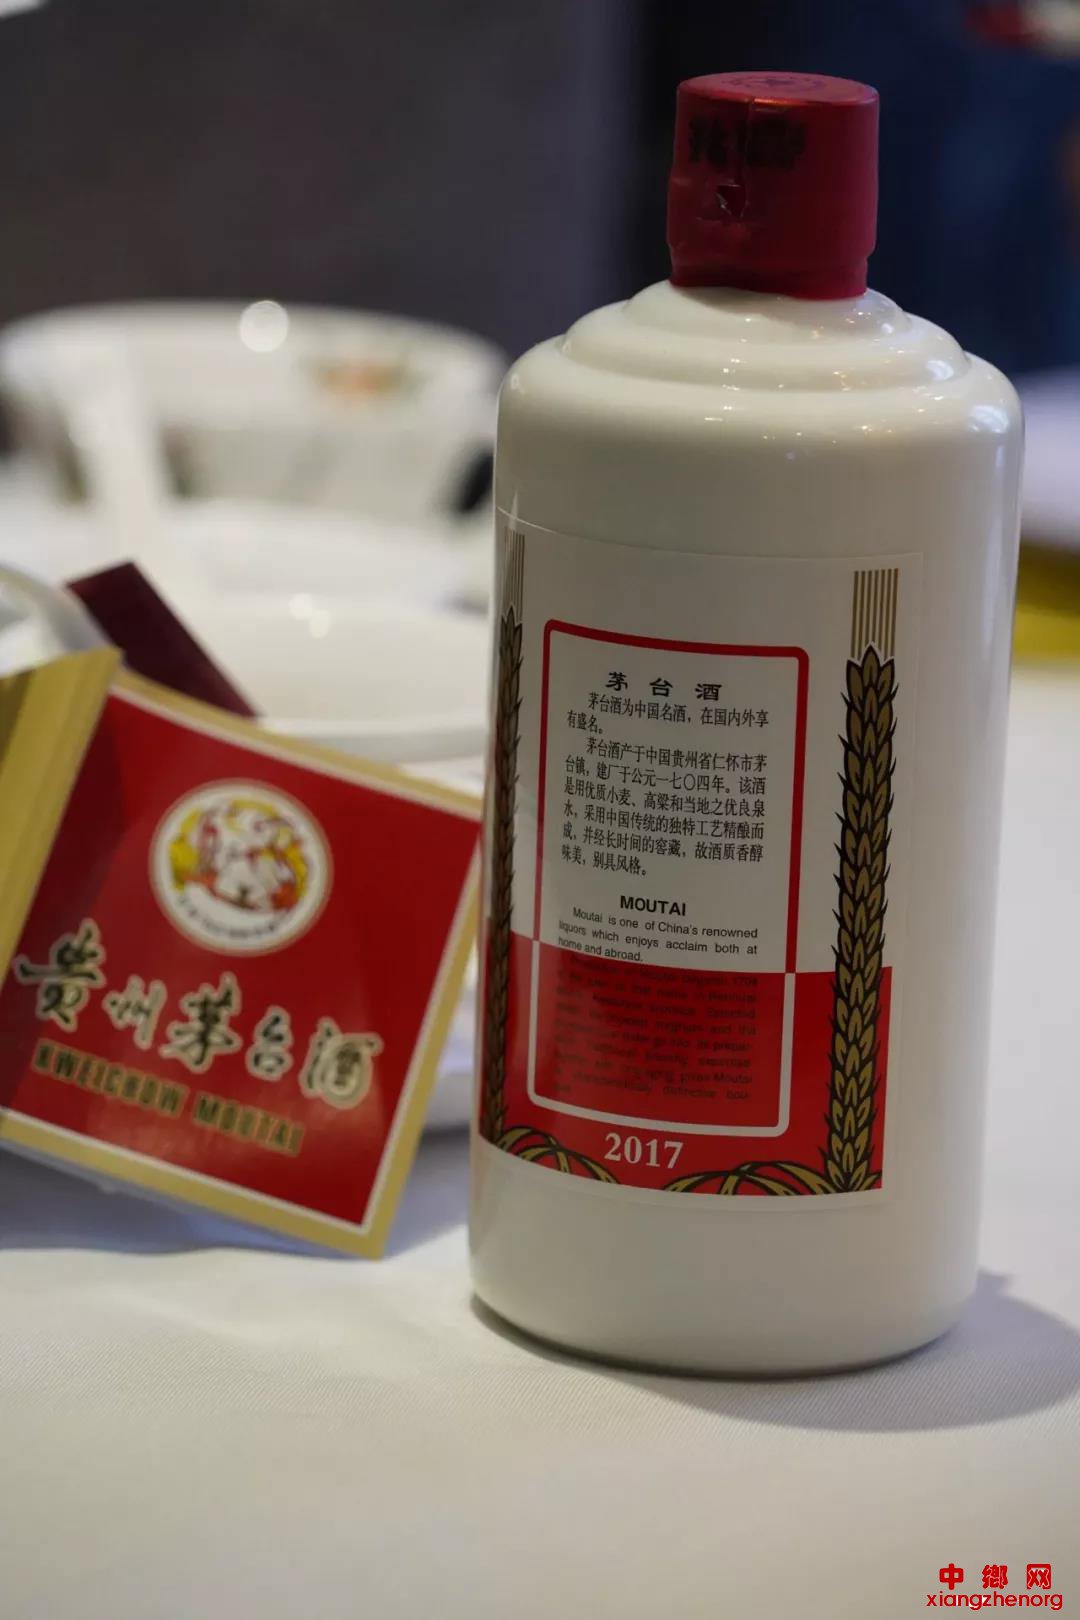 茅台酒
茅台酒为中国名酒，在国内外享
有盛名。
茅台酒产于中国贵州省仁怀市茅
台镇，建厂于公元一七〇四年。该酒
是用优质小麦、高粱和当地之优良泉
水，采用中国传统的独特工艺精酿而
成，并经长时间的窖藏，故酒质香醇
味美，别具风格。
MOUTAI
Moutai is one of China's renowned
liquors which enjoys acclaim both at
home and abroad.
2017
贵州茅台酒
KWEICHOW MOUTAI
中鄉网
xiangzhenorg